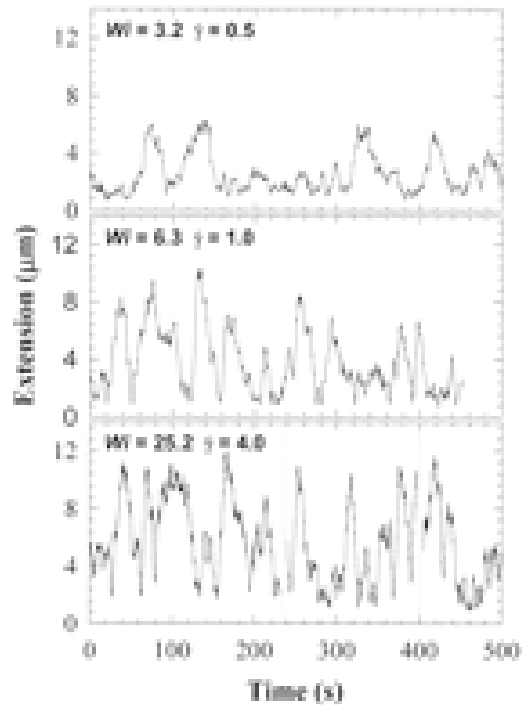 Wi = 3.2 γ̇ = 0.5
12
8
4
0
Wi = 6.3 γ̇ = 1.0
12
8
4
0
Extension (μm)
Wi = 25.2 γ̇ = 4.0
12
8
4
0
0 100 200 300 400 500
Time (s)